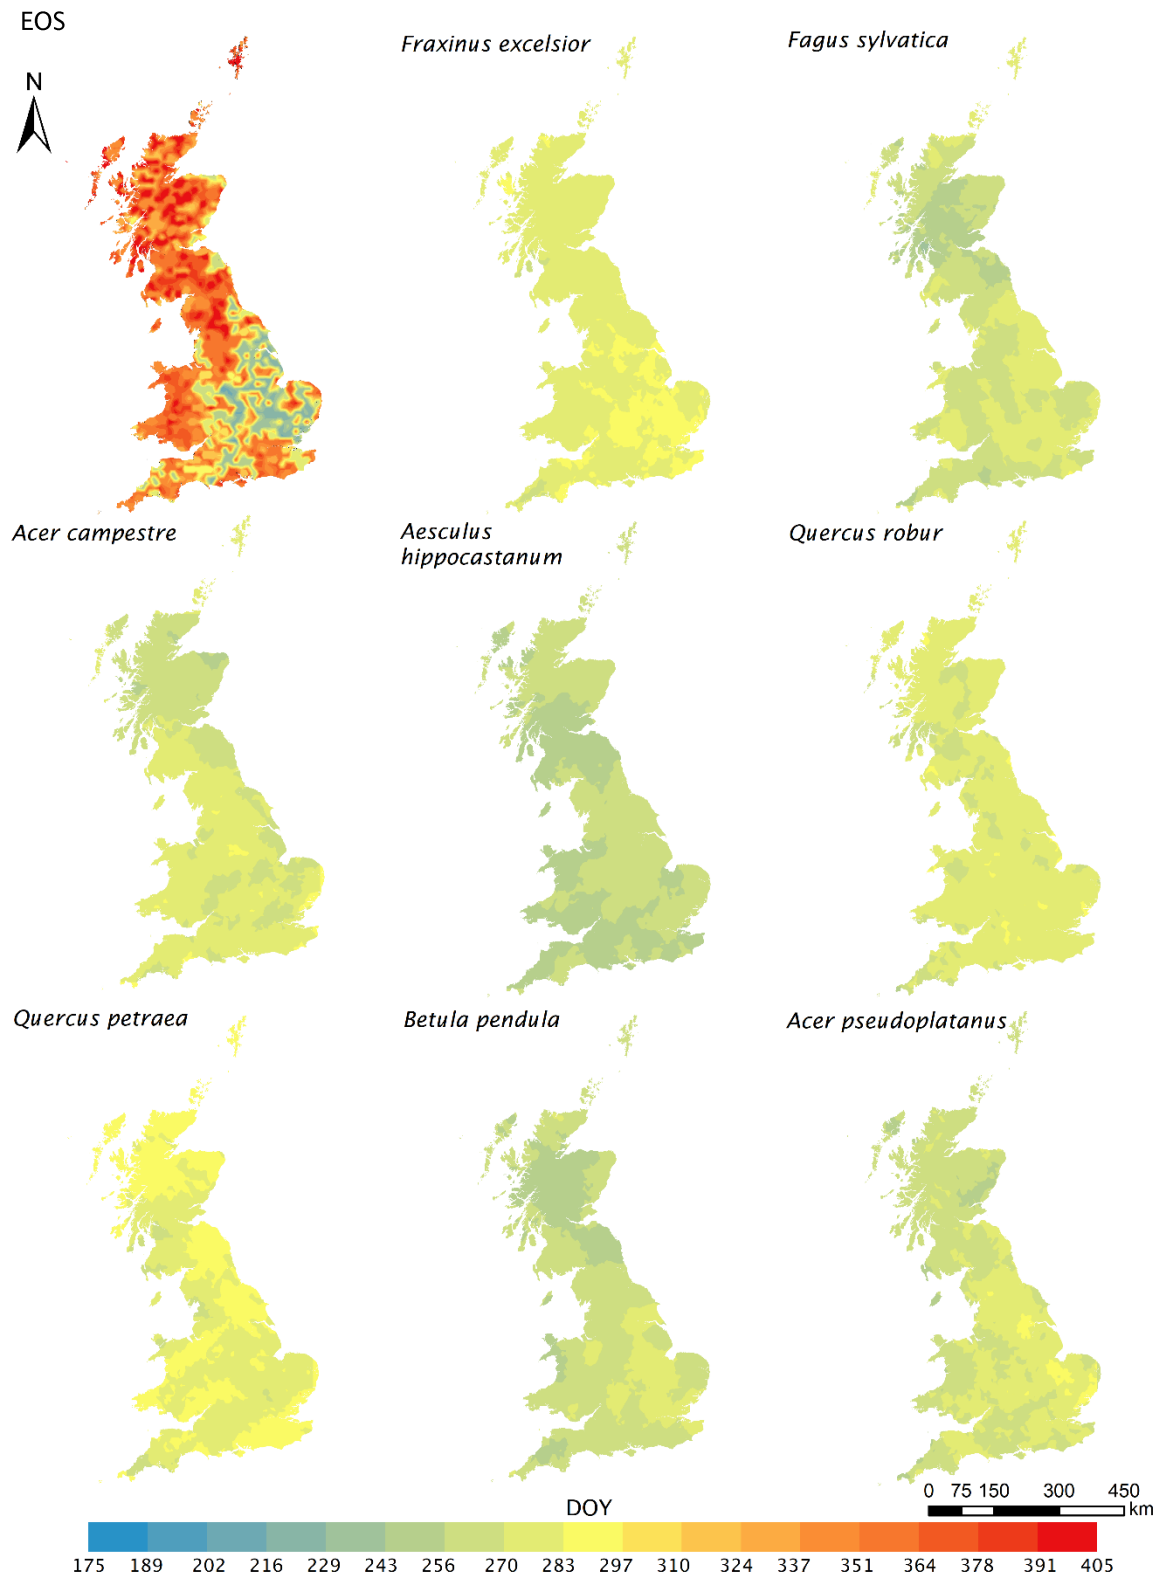 EOS
N
Fraxinus excelsior
Fagus sylvatica
Acer campestre
Aesculus
hippocastanum
Quercus robur
Quercus petraea
Betula pendula
Acer pseudoplatanus
0 75 150 300 450
km
DOY
175 189 202 216 229 243 256 270 283 297 310 324 337 351 364 378 391 405